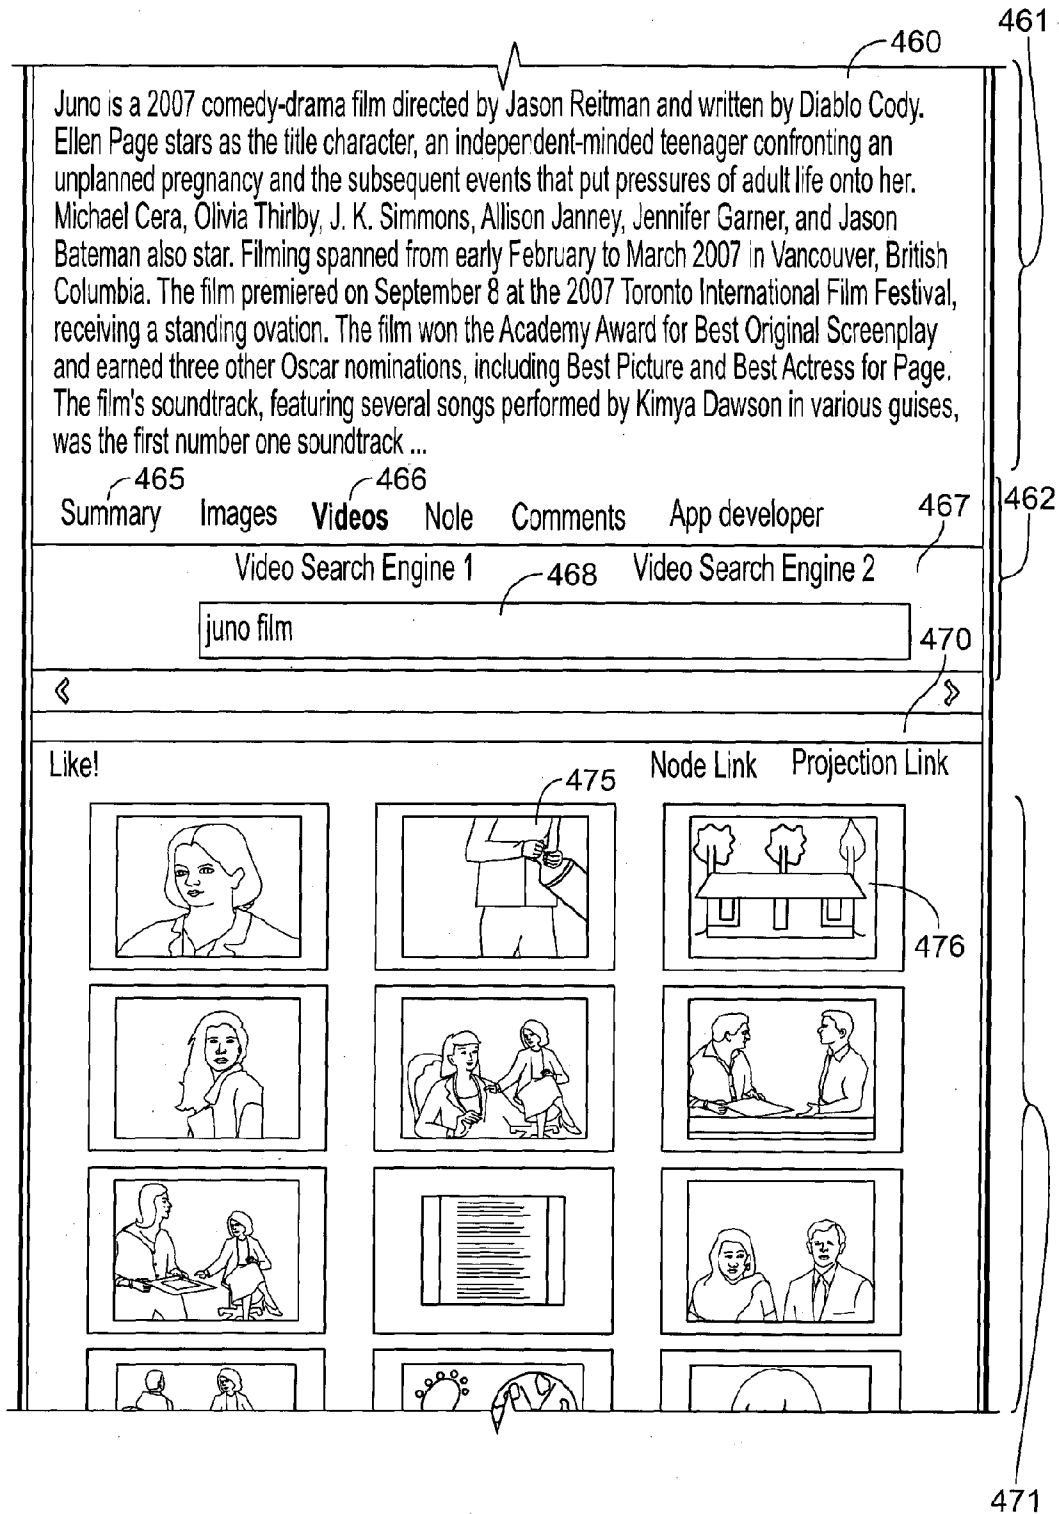 461
460
Juno is a 2007 comedy-drama film directed by Jason Reitman and written by Diablo Cody.
Ellen Page stars as the title character, an independent-minded teenager confronting an
unplanned pregnancy and the subsequent events that put pressures of adult life onto her.
Michael Cera, Olivia Thirlby, J. K. Simmons, Allison Janney, Jennifer Garner, and Jason
Bateman also star. Filming spanned from early February to March 2007 in Vancouver, British
Columbia. The film premiered on September 8 at the 2007 Toronto International Film Festival,
receiving a standing ovation. The film won the Academy Award for Best Original Screenplay
and earned three other Oscar nominations, including Best Picture and Best Actress for Page.
The film's soundtrack, featuring several songs performed by Kimya Dawson in various guises,
was the first number one soundtrack ...
465 466
462
Summary Images Videos Nole Comments App developer 467
Video Search Engine 1 468 Video Search Engine 2
juno film
470
Like! Node Link Projection Link
475
476
471